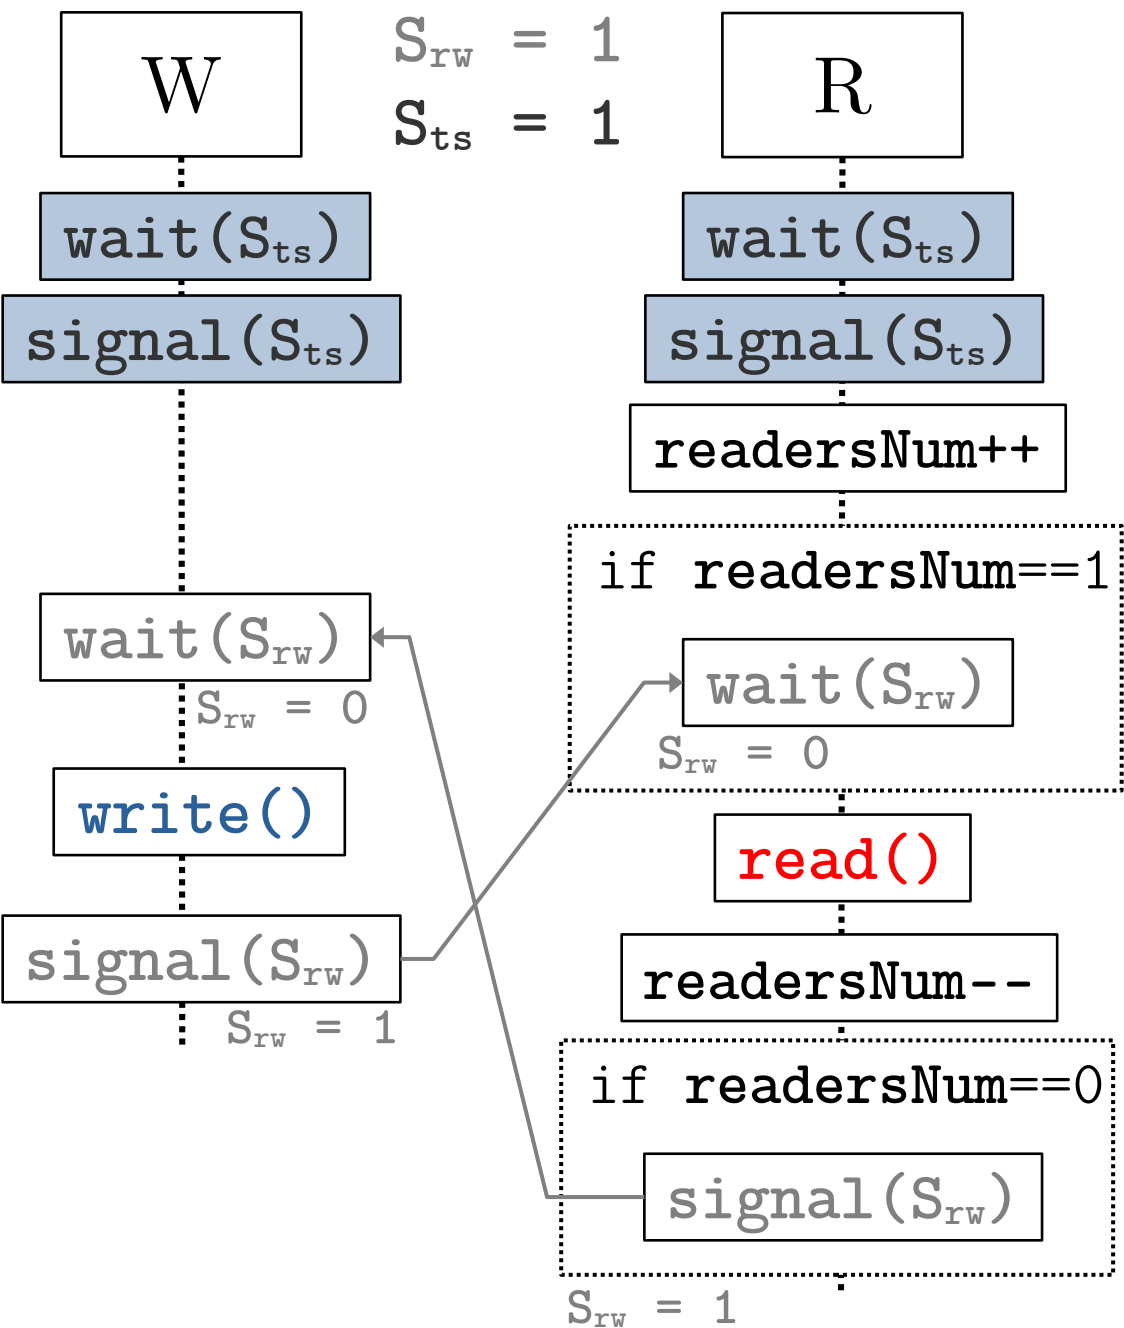 W
S_rw = 1
S_ts = 1
R
wait(S_ts)
signal(S_ts)
wait(S_rw)
S_rw = 0
write()
signal(S_rw)
S_rw = 1
wait(S_ts)
signal(S_ts)
readersNum++
if readersNum==1
wait(S_rw)
S_rw = 0
read()
readersNum--
if readersNum==0
signal(S_rw)
S_rw = 1